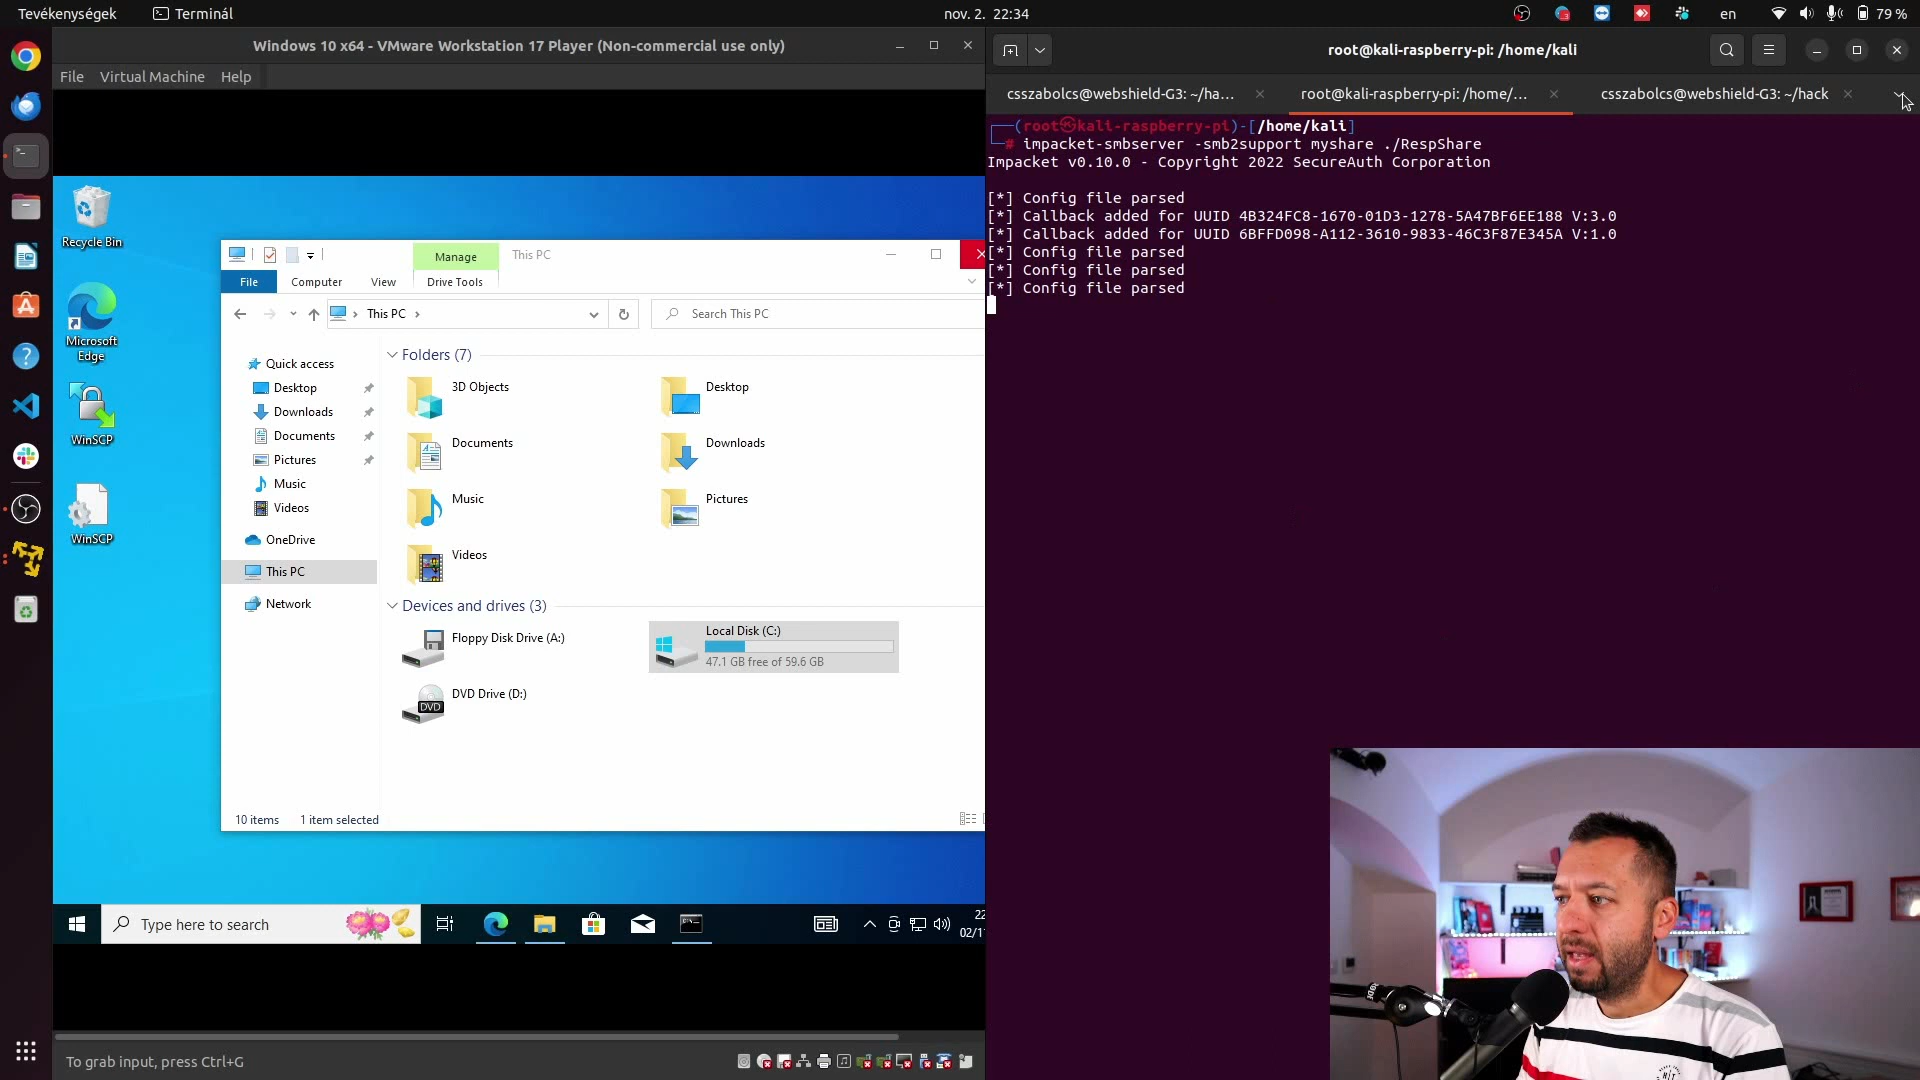 Tevékenységek
Terminál
nov. 2. 22:34
en
79 %
Windows 10 x64 - VMware Workstation 17 Player (Non-commercial use only)
File Virtual Machine Help
Recycle Bin
Microsoft
Edge
WinSCP
WinSCP
Manage
This PC
File
Computer
View
Drive Tools
This PC
Search This PC
Quick access
Desktop
Downloads
Documents
Pictures
Music
Videos
OneDrive
This PC
Network
Folders (7)
3D Objects
Desktop
Documents
Downloads
Music
Pictures
Videos
Devices and drives (3)
Floppy Disk Drive (A:)
Local Disk (C:)
47.1 GB free of 59.6 GB
DVD Drive (D:)
DVD
10 items
1 item selected
Type here to search
22
02/1
To grab input, press Ctrl+G
root@kali-raspberry-pi: /home/kali
csszabolcs@webshield-G3: ~/ha...
root@kali-raspberry-pi: /home/...
csszabolcs@webshield-G3: ~/hack
┌──(root㉿kali-raspberry-pi)-[/home/kali]
└─# impacket-smbserver -smb2support myshare ./RespShare
Impacket v0.10.0 - Copyright 2022 SecureAuth Corporation
[*] Config file parsed
[*] Callback added for UUID 4B324FC8-1670-01D3-1278-5A47BF6EE188 V:3.0
[*] Callback added for UUID 6BFFD098-A112-3610-9833-46C3F87E345A V:1.0
[*] Config file parsed
[*] Config file parsed
[*] Config file parsed